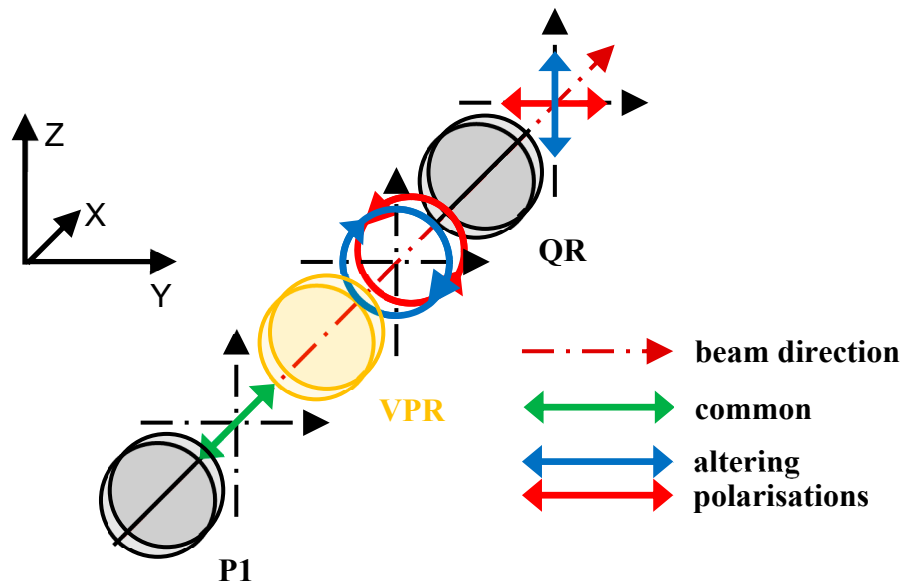 Z
X
Y
QR
VPR
P1
beam direction
common
altering
polarisations